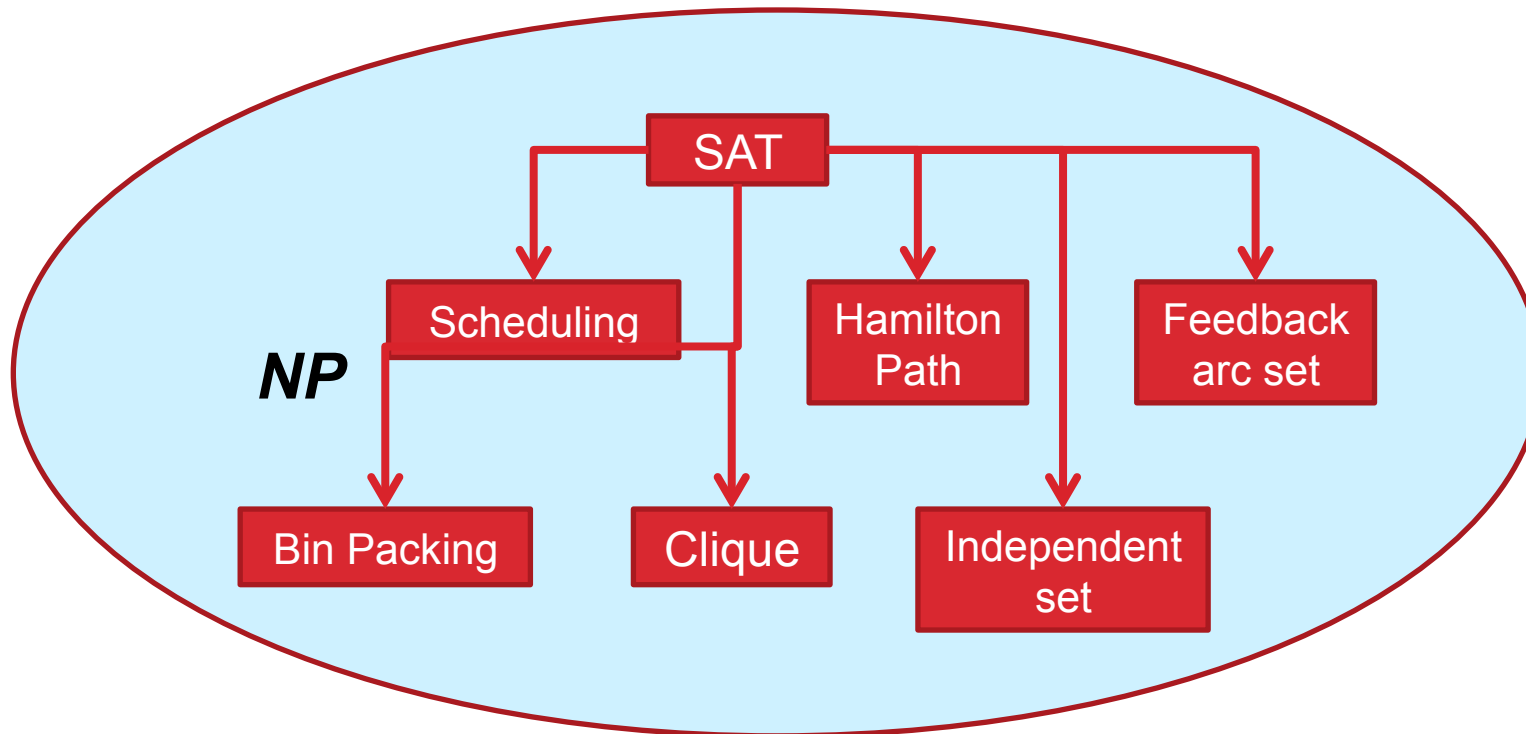 SAT
Scheduling
Hamilton
Path
Feedback
arc set
NP
Bin Packing
Clique
Independent
set